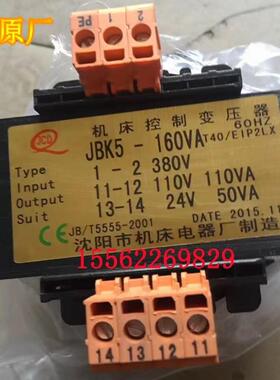 原厂
PE 1 2
JCQ
机床控制变压器
60HZ
JBK5 - 160VA T40/E1P2LX
Type 1 - 2 380V
Input 11-12 110V 110VA
Output 13-14 24V 50VA
Suit DATE 2015.11
CE JB/T5555-2001
沈阳市机床电器厂制造
15562269829
14 13 12 11